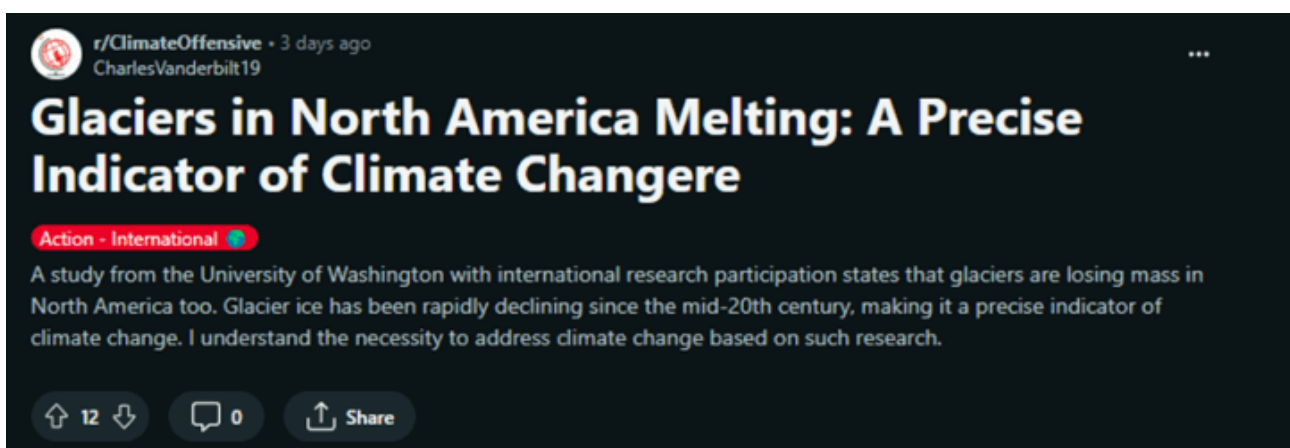 r/ClimateOffensive • 3 days ago
CharlesVanderbilt19
Glaciers in North America Melting: A Precise
Indicator of Climate Changere
Action - International 🌍
A study from the University of Washington with international research participation states that glaciers are losing mass in
North America too. Glacier ice has been rapidly declining since the mid-20th century, making it a precise indicator of
climate change. I understand the necessity to address climate change based on such research.
12
0
Share